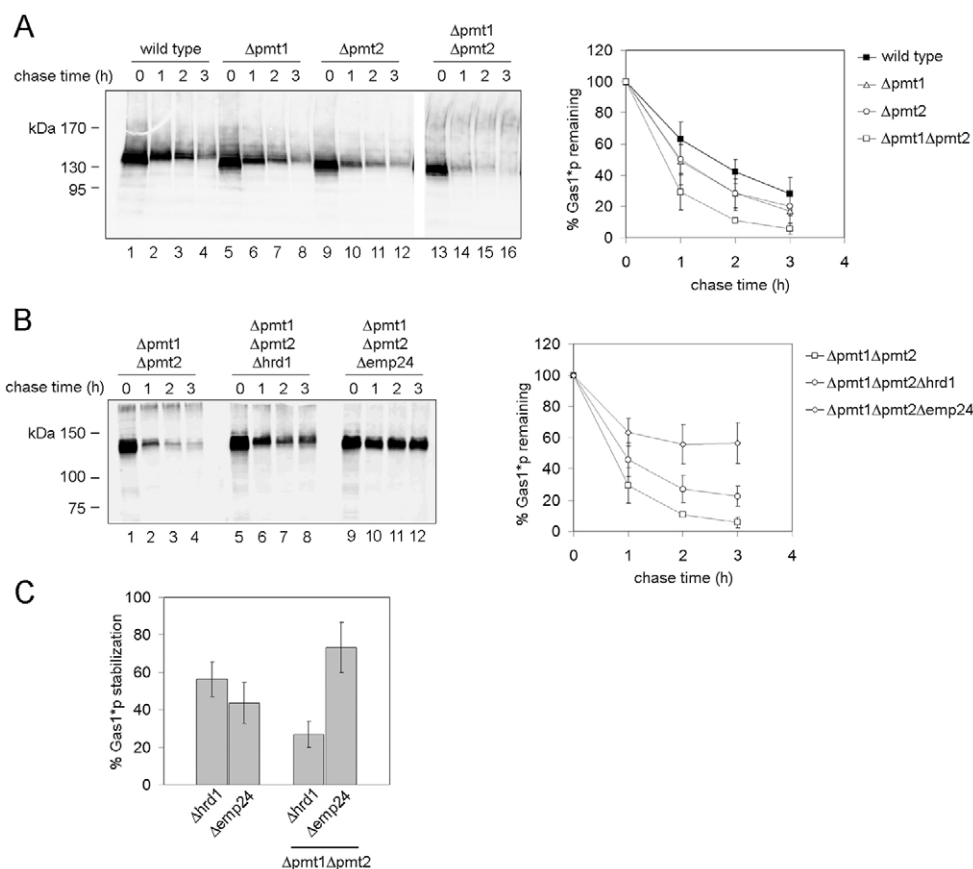 A
wild type Δpmt1 Δpmt2 Δpmt1
Δpmt2
chase time (h) 0 1 2 3 0 1 2 3 0 1 2 3 0 1 2 3
kDa 170
130
95
1 2 3 4 5 6 7 8 9 10 11 12 13 14 15 16
% Gas1*p remaining
120
100
80
60
40
20
0
0 1 2 3 4
chase time (h)
wild type
Δpmt1
Δpmt2
Δpmt1Δpmt2
B
Δpmt1
Δpmt2
Δpmt1
Δpmt2
Δhrd1
Δpmt1
Δpmt2
Δemp24
chase time (h) 0 1 2 3 0 1 2 3 0 1 2 3
kDa 150
100
75
1 2 3 4 5 6 7 8 9 10 11 12
% Gas1*p remaining
120
100
80
60
40
20
0
0 1 2 3 4
chase time (h)
Δpmt1Δpmt2
Δpmt1Δpmt2Δhrd1
Δpmt1Δpmt2Δemp24
C
% Gas1*p stabilization
100
80
60
40
20
0
Δhrd1
Δemp24
Δhrd1
Δemp24
Δpmt1Δpmt2